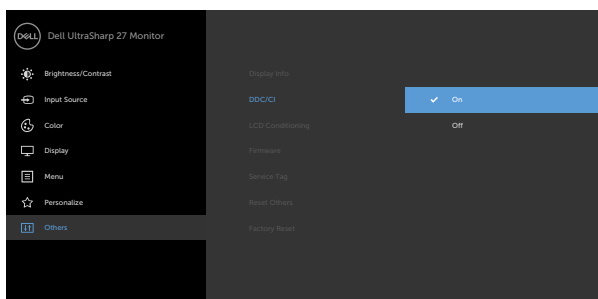 DELL
Dell UltraSharp 27 Monitor
Brightness/Contrast
Input Source
Color
Display
Menu
Personalize
Others
Display Info
DDC/CI
LCD Conditioning
Firmware
Service Tag
Reset Others
Factory Reset
On
Off